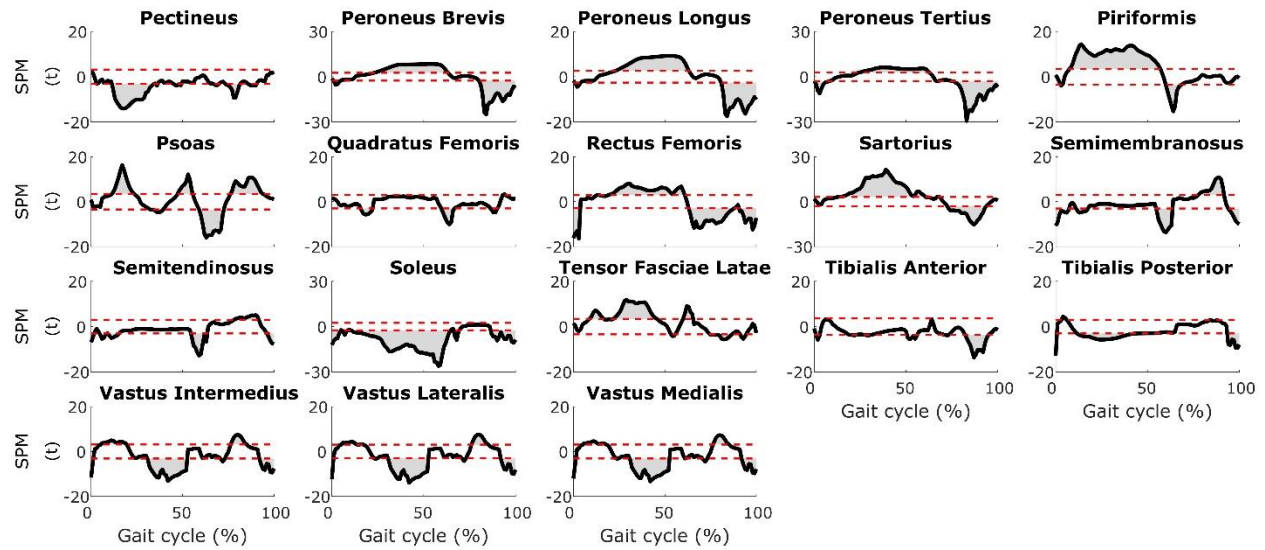 Pectineus Peroneus Brevis Peroneus Longus Peroneus Tertius Piriformis
20 30 20 30 20
SPM (t) 0 0 0 0 0
-20 -30 -20 -30 -20
Psoas Quadratus Femoris Rectus Femoris Sartorius Semimembranosus
20 20 20 30 20
SPM (t) 0 0 0 0 0
-20 -20 -20 -30 -20
Semitendinosus Soleus Tensor Fasciae Latae Tibialis Anterior Tibialis Posterior
20 30 20 20 20
SPM (t) 0 0 0 0 0
-20 -30 -20 -20 -20
0 50 100 0 50 100
Gait cycle (%) Gait cycle (%)
Vastus Intermedius Vastus Lateralis Vastus Medialis
20 20 20
SPM (t) 0 0 0
-20 -20 -20
0 50 100 0 50 100 0 50 100
Gait cycle (%) Gait cycle (%) Gait cycle (%)